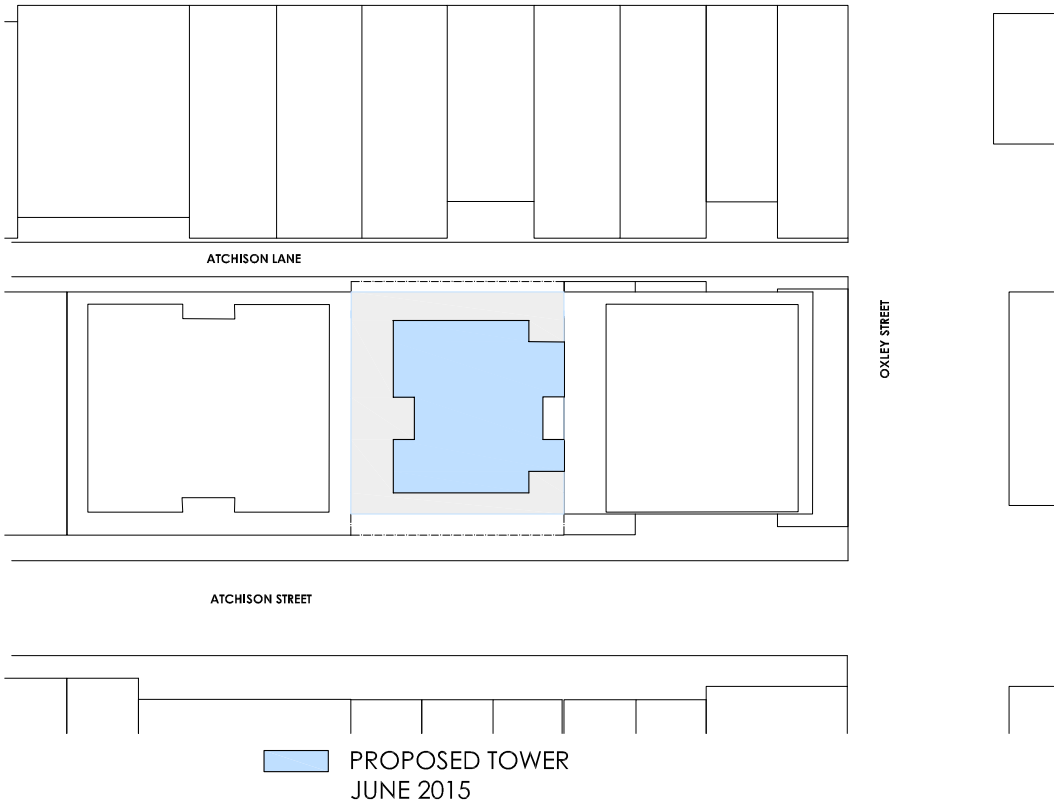 ATCHISON LANE
OXLEY STREET
ATCHISON STREET
PROPOSED TOWER
JUNE 2015